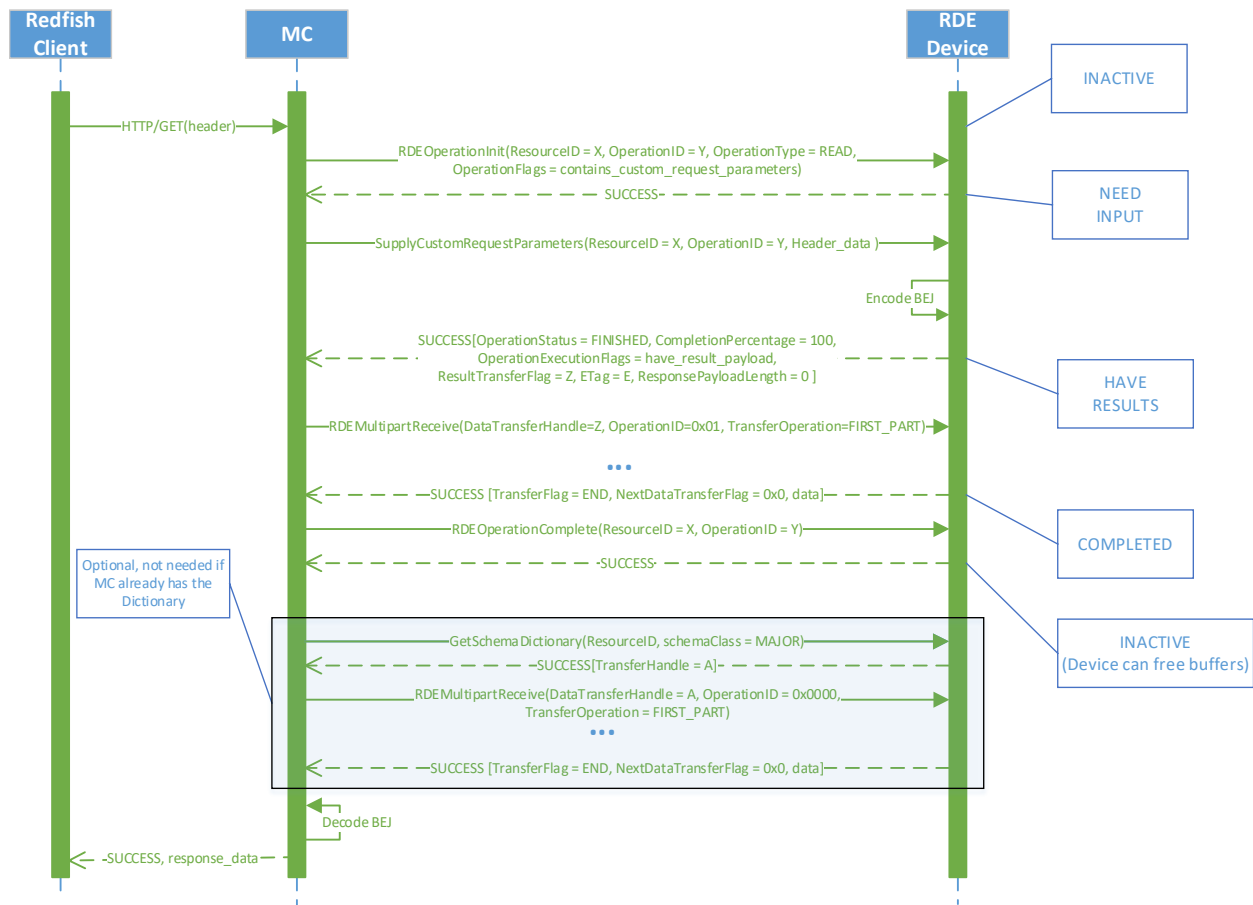 Redfish
Client
MC
RDE
Device
INACTIVE
HTTP/GET(header)
RDEOperationInit(ResourceID = X, OperationID = Y, OperationType = READ,
OperationFlags = contains_custom_request_parameters)
SUCCESS
NEED
INPUT
SupplyCustomRequestParameters(ResourceID = X, OperationID = Y, Header_data )
Encode BEJ
SUCCESS[OperationStatus = FINISHED, CompletionPercentage = 100,
OperationExecutionFlags = have_result_payload,
ResultTransferFlag = Z, ETag = E, ResponsePayloadLength = 0 ]
HAVE
RESULTS
RDEMultipartReceive(DataTransferHandle=Z, OperationID=0x01, TransferOperation=FIRST_PART)
...
SUCCESS [TransferFlag = END, NextDataTransferFlag = 0x0, data]
RDEOperationComplete(ResourceID = X, OperationID = Y)
COMPLETED
SUCCESS
Optional, not needed if
MC already has the
Dictionary
GetSchemaDictionary(ResourceID, schemaClass = MAJOR)
INACTIVE
(Device can free buffers)
SUCCESS[TransferHandle = A]
RDEMultipartReceive(DataTransferHandle = A, OperationID = 0x0000,
TransferOperation = FIRST_PART)
...
SUCCESS [TransferFlag = END, NextDataTransferFlag = 0x0, data]
Decode BEJ
SUCCESS, response_data